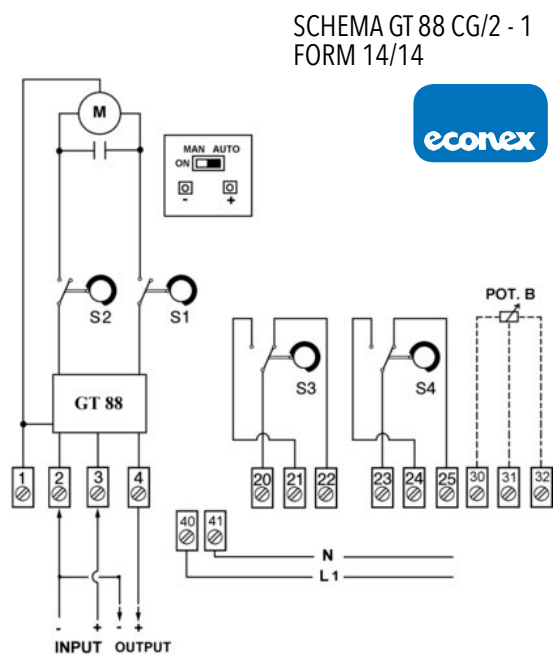 SCHEMA GT 88 CG/2 - 1
FORM 14/14
econex
M
MAN AUTO
ON
- +
S2 S1
POT. B
S3 S4
GT 88
1 2 3 4 20 21 22 23 24 25 30 31 32
40 41
N
L1
- + - +
INPUT OUTPUT